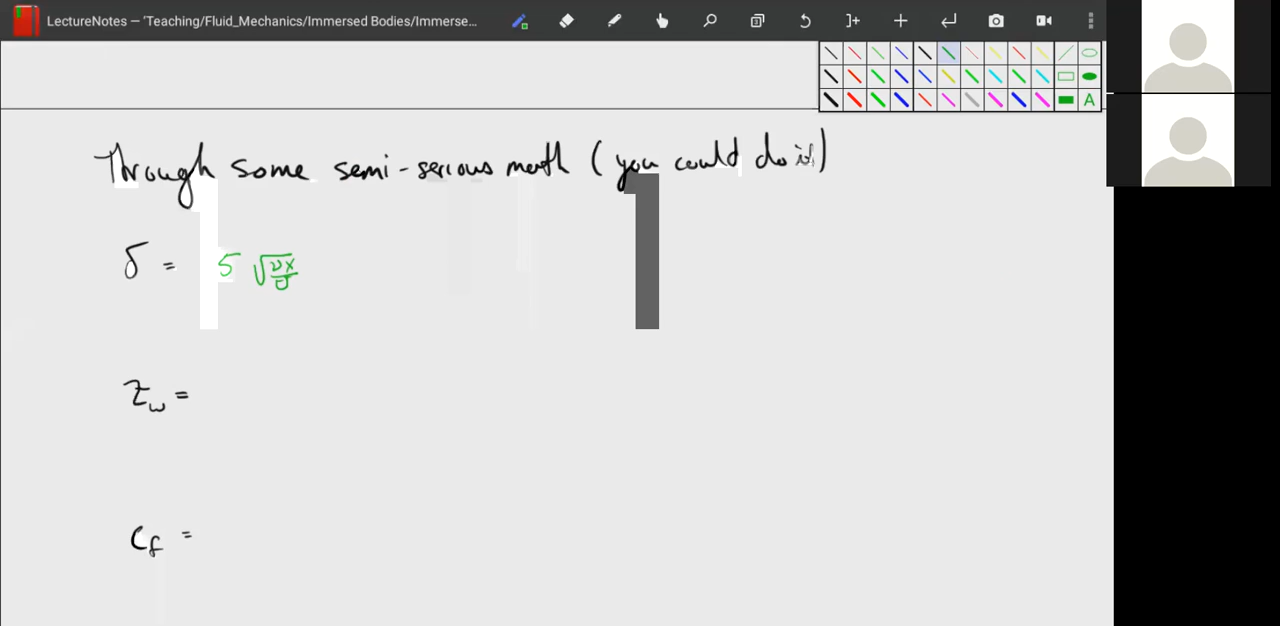 LectureNotes — ‘Teaching/Fluid_Mechanics/Immersed Bodies/Immerse...
A
Through some semi-serious math (you could do it)
δ = 5 √(νx/U)
τw =
Cf =